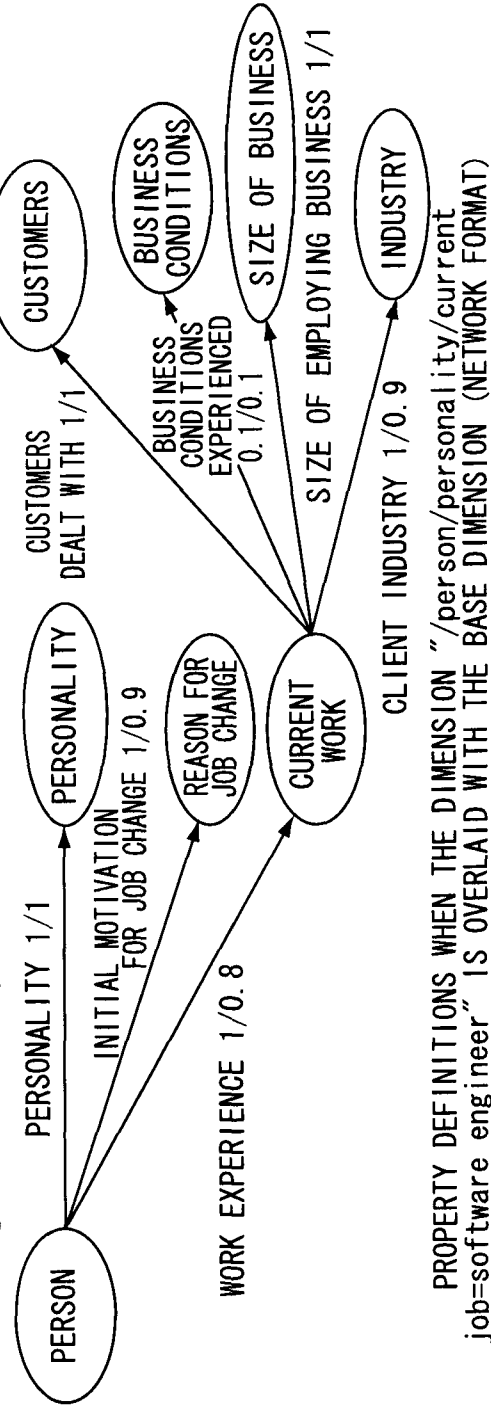 PERSON
PERSONALITY 1/1
PERSONALITY
INITIAL MOTIVATION
FOR JOB CHANGE 1/0.9
REASON FOR
JOB CHANGE
WORK EXPERIENCE 1/0.8
CURRENT
WORK
CUSTOMERS
DEALT WITH 1/1
CUSTOMERS
BUSINESS
CONDITIONS
EXPERIENCED
0.1/0.1
BUSINESS
CONDITIONS
SIZE OF BUSINESS
SIZE OF EMPLOYING BUSINESS 1/1
INDUSTRY
CLIENT INDUSTRY 1/0.9
PROPERTY DEFINITIONS WHEN THE DIMENSION "/person/personality/current
job=software engineer" IS OVERLAID WITH THE BASE DIMENSION (NETWORK FORMAT)